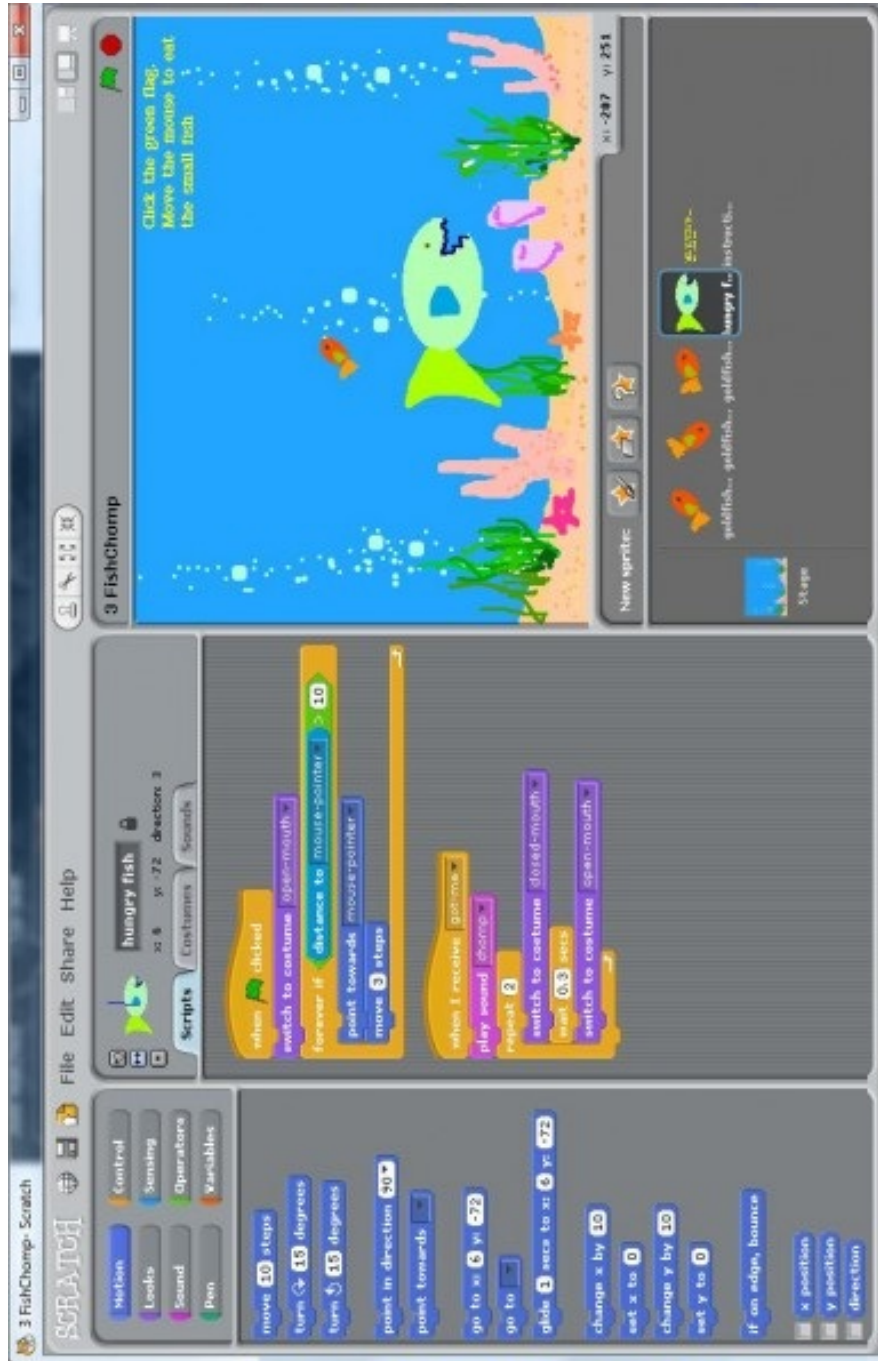 3 FishChomp- Scratch
SCRATCH
File Edit Share Help
Motion
Control
Looks
Sensing
Sound
Operators
Pen
Variables
move 10 steps
turn 15 degrees
turn 15 degrees
point in direction 90
point towards
go to x: 6 y: -72
go to
glide 1 secs to x: 6 y: -72
change x by 10
set x to 0
change y by 10
set y to 0
if on edge, bounce
x position
y position
direction
hungry fish
x: 6 y: -72 direction: 3
Scripts
Costumes
Sounds
when clicked
switch to costume open-mouth
forever if distance to mouse-pointer > 10
point towards mouse-pointer
move 3 steps
when I receive got-me
play sound chomp
repeat 2
switch to costume closed-mouth
wait 0.3 secs
switch to costume open-mouth
3 FishChomp
Click the green flag.
Move the mouse to eat
the small fish
x: -287 y: 251
New sprite:
goldfish... goldfish... goldfish... hungry f... instructi...
Stage